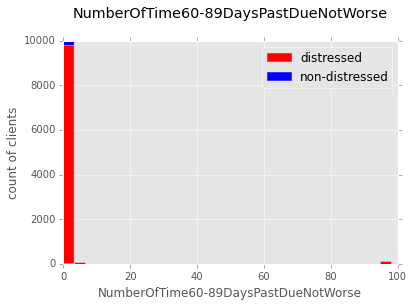 NumberOfTime60-89DaysPastDueNotWorse
10000
8000
6000
4000
2000
0
count of clients
distressed
non-distressed
0 20 40 60 80 100
NumberOfTime60-89DaysPastDueNotWorse